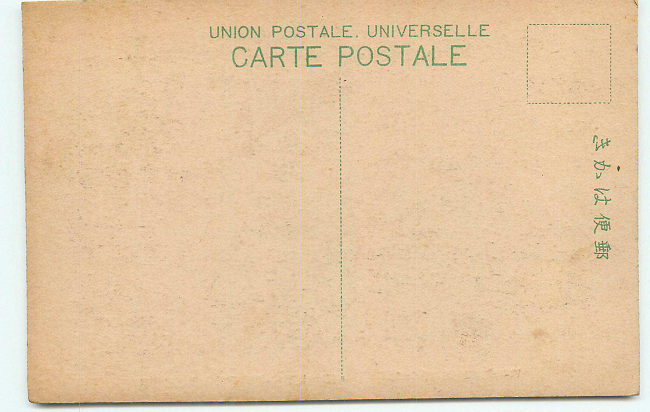 UNION POSTALE. UNIVERSELLE
CARTE POSTALE
郵便はかき